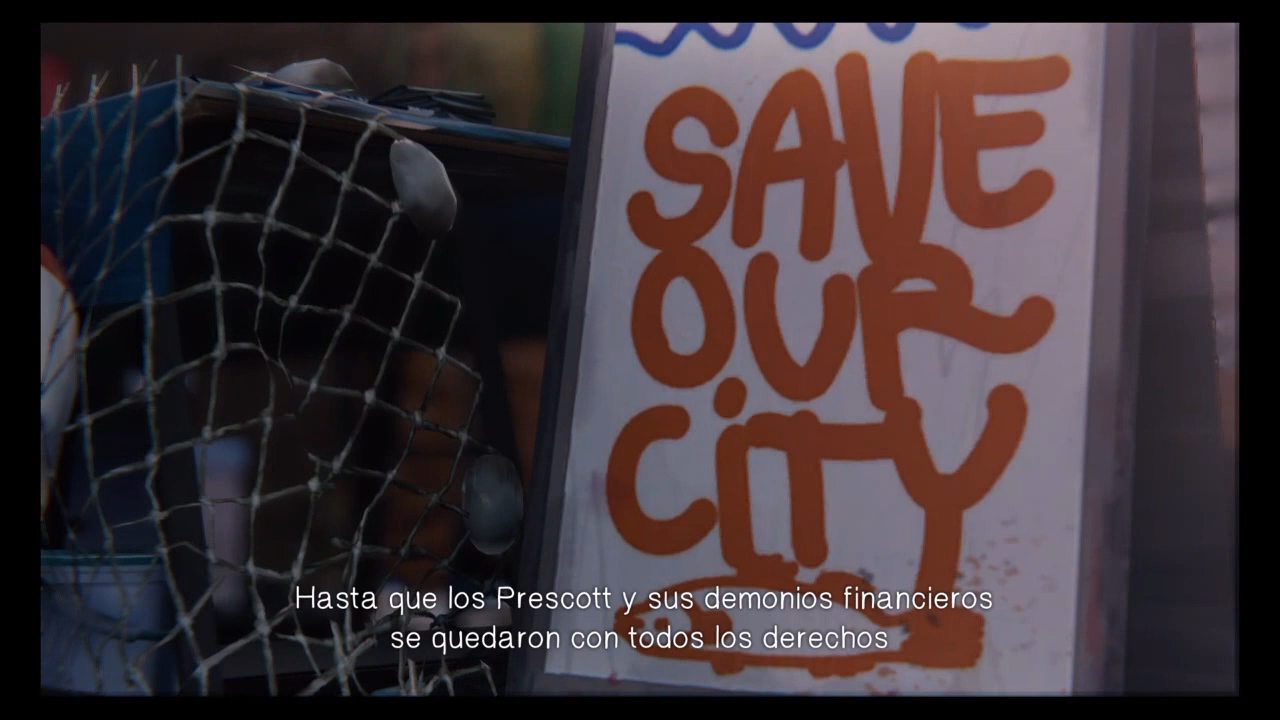 SAVE
OUR
CiTY
Hasta que los Prescott y sus demonios financieros
se quedaron con todos los derechos